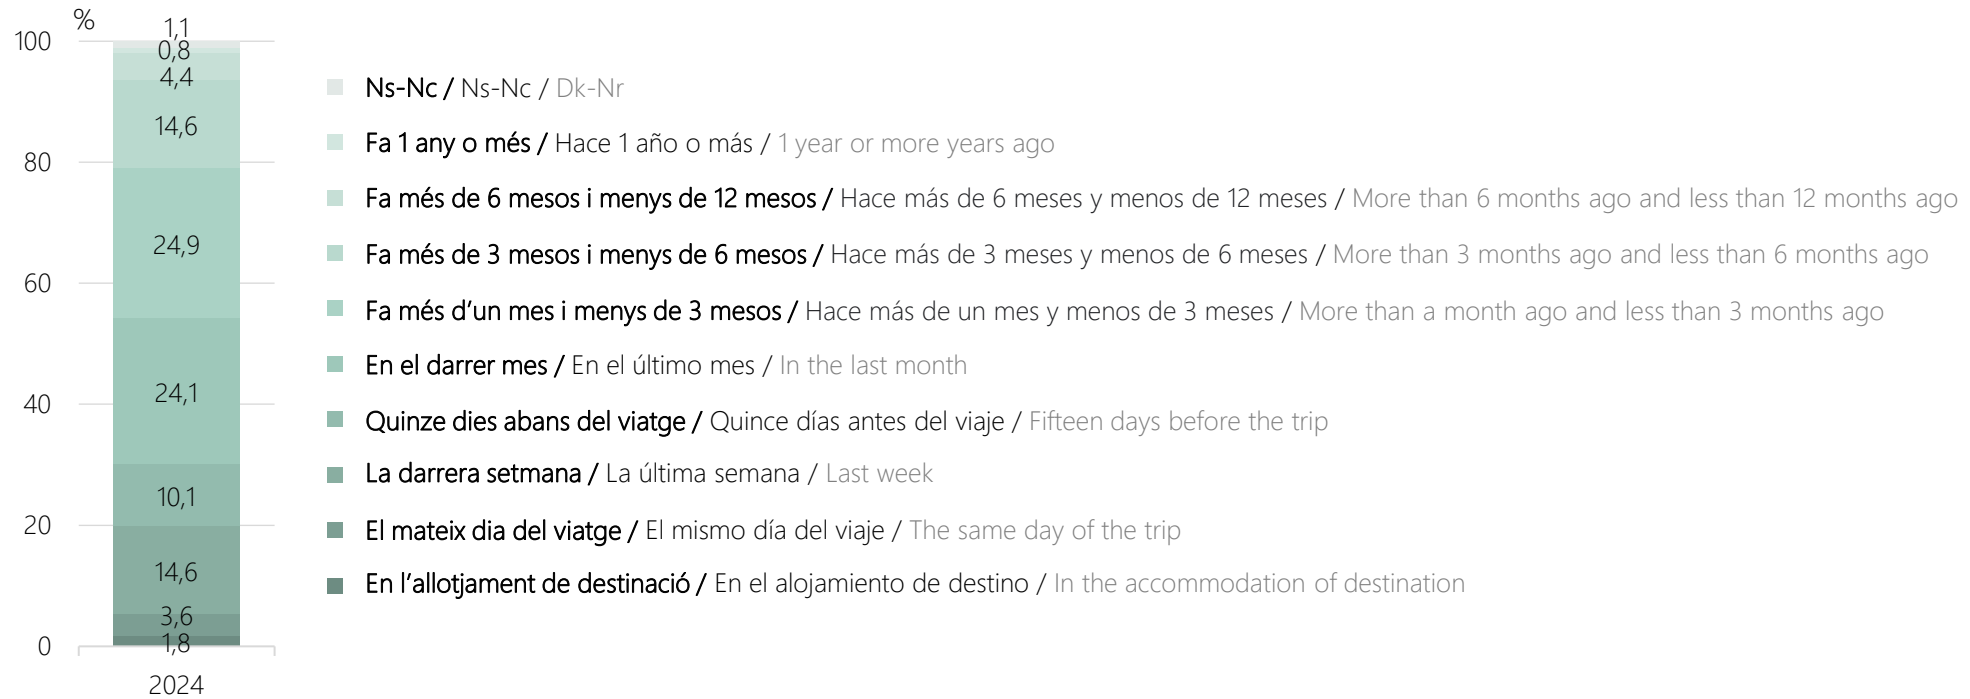 %
100
80
60
40
20
0
1,1
0,8
4,4
14,6
24,9
24,1
10,1
14,6
3,6
1,8
2024
Ns-Nc / Ns-Nc / Dk-Nr
Fa 1 any o més / Hace 1 año o más / 1 year or more years ago
Fa més de 6 mesos i menys de 12 mesos / Hace más de 6 meses y menos de 12 meses / More than 6 months ago and less than 12 months ago
Fa més de 3 mesos i menys de 6 mesos / Hace más de 3 meses y menos de 6 meses / More than 3 months ago and less than 6 months ago
Fa més d’un mes i menys de 3 mesos / Hace más de un mes y menos de 3 meses / More than a month ago and less than 3 months ago
En el darrer mes / En el último mes / In the last month
Quinze dies abans del viatge / Quince días antes del viaje / Fifteen days before the trip
La darrera setmana / La última semana / Last week
El mateix dia del viatge / El mismo día del viaje / The same day of the trip
En l’allotjament de destinació / En el alojamiento de destino / In the accommodation of destination